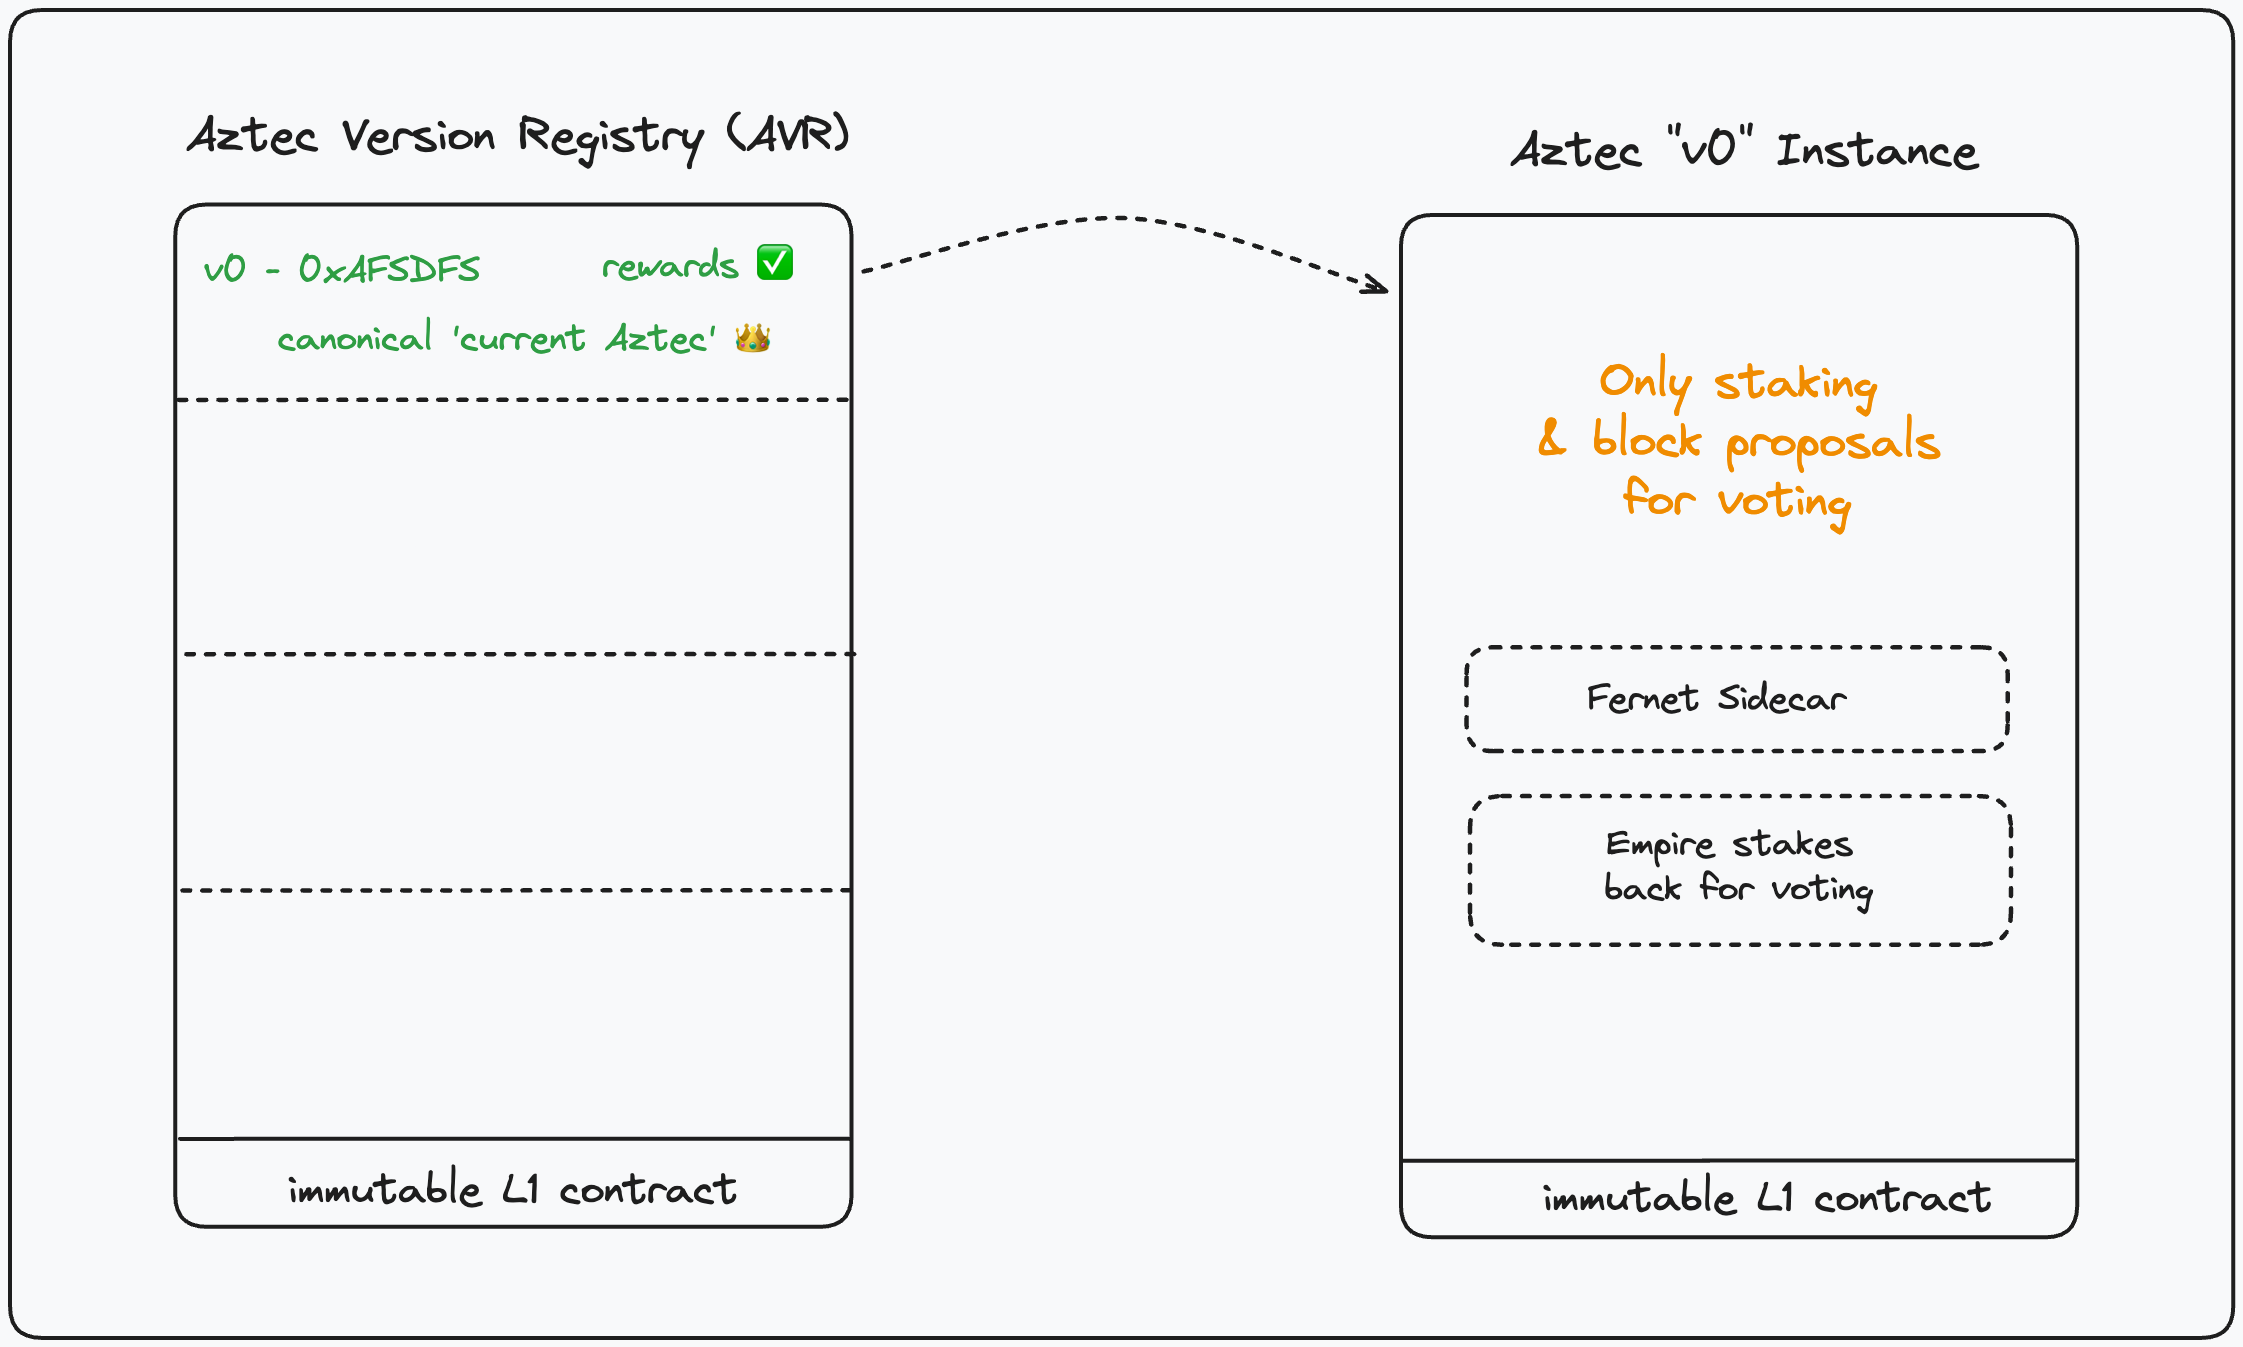 Aztec Version Registry (AVR)
v0 - 0xAFSDFS
rewards ✅
canonical 'current Aztec' 👑
immutable L1 contract
Aztec "v0" Instance
Only staking
& block proposals
for voting
Fernet Sidecar
Empire stakes
back for voting
immutable L1 contract